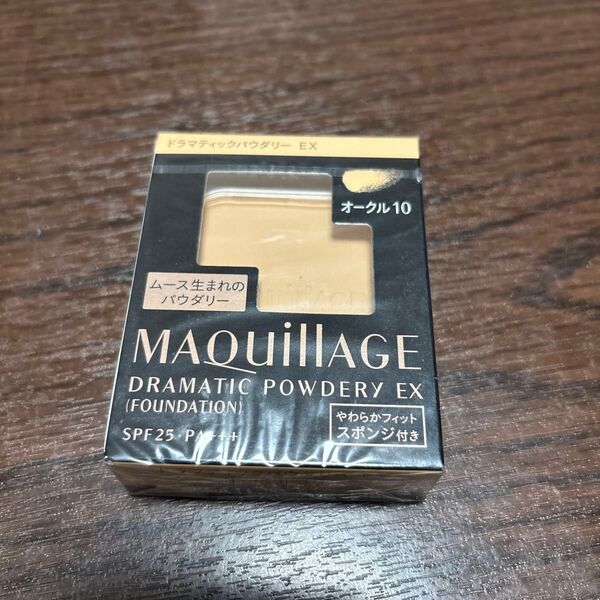 ドラマティックパウダリー EX
オークル10
ムース生まれの
パウダリー
MAQuillAGE
DRAMATIC POWDERY EX
(FOUNDATION)
SPF25・PA+++
やわらかフィット
スポンジ付き